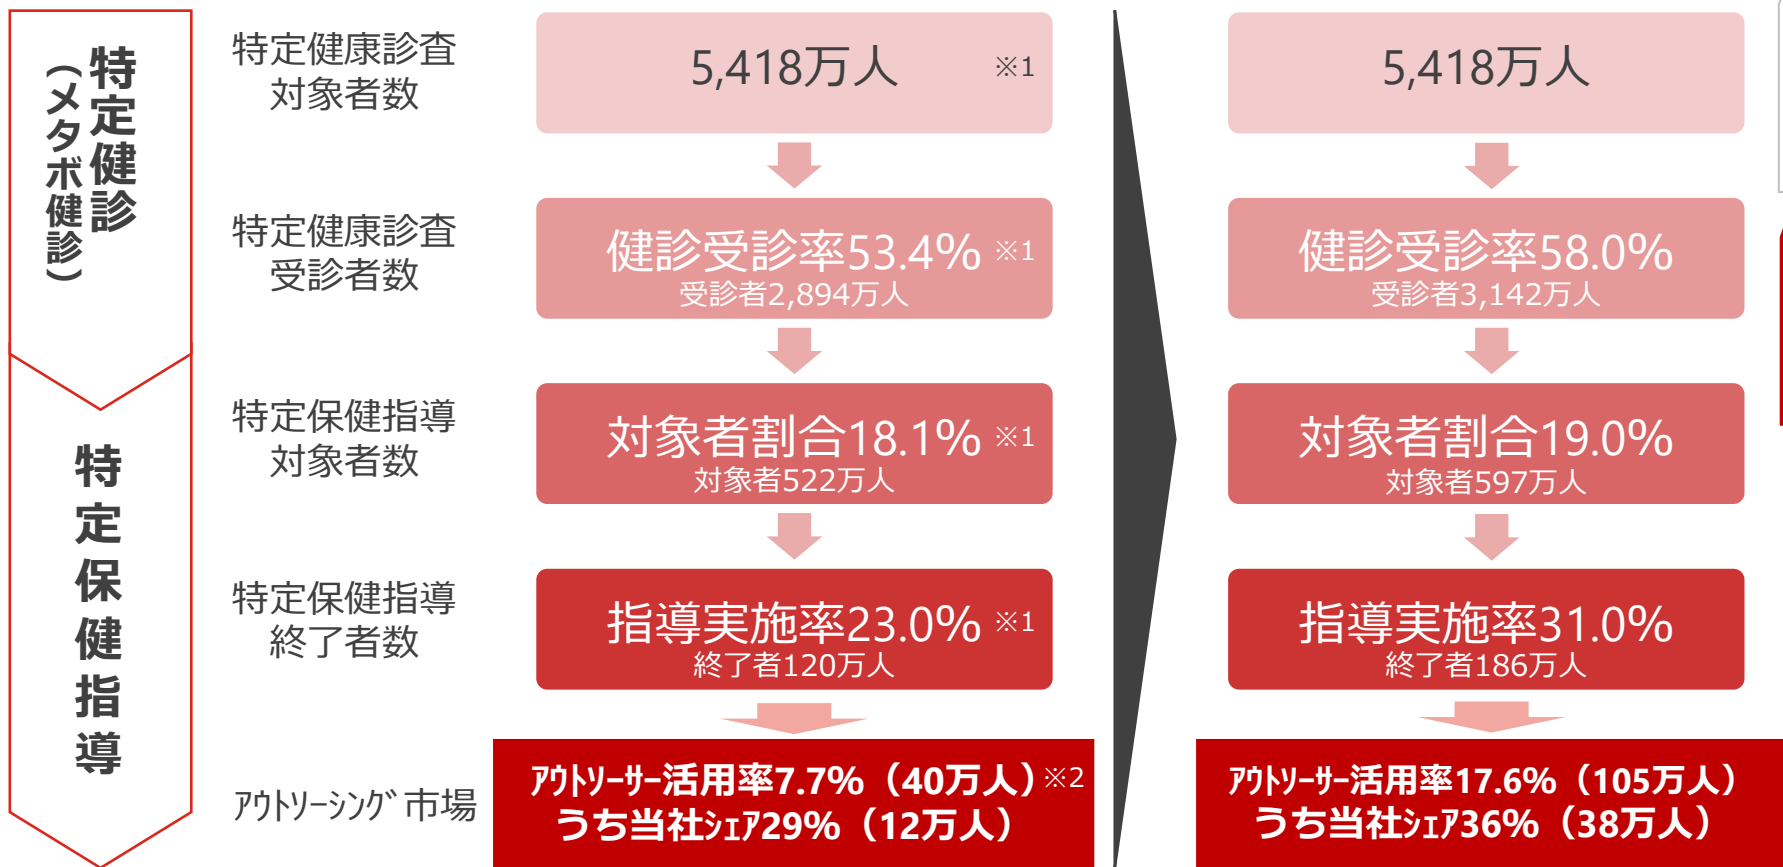 特定健診
（メタボ健診）
特定保健指導
特定健康診査
対象者数
5,418万人 ※1
5,418万人
特定健康診査
受診者数
健診受診率53.4% ※1
受診者2,894万人
健診受診率58.0%
受診者3,142万人
特定保健指導
対象者数
対象者割合18.1% ※1
対象者522万人
対象者割合19.0%
対象者597万人
特定保健指導
終了者数
指導実施率23.0% ※1
終了者120万人
指導実施率31.0%
終了者186万人
ｱｳﾄｿｰｼﾝｸﾞ市場
ｱｳﾄｿｰｻｰ活用率7.7%（40万人）※2
うち当社ｼｪｱ29%（12万人）
ｱｳﾄｿｰｻｰ活用率17.6%（105万人）
うち当社ｼｪｱ36%（38万人）